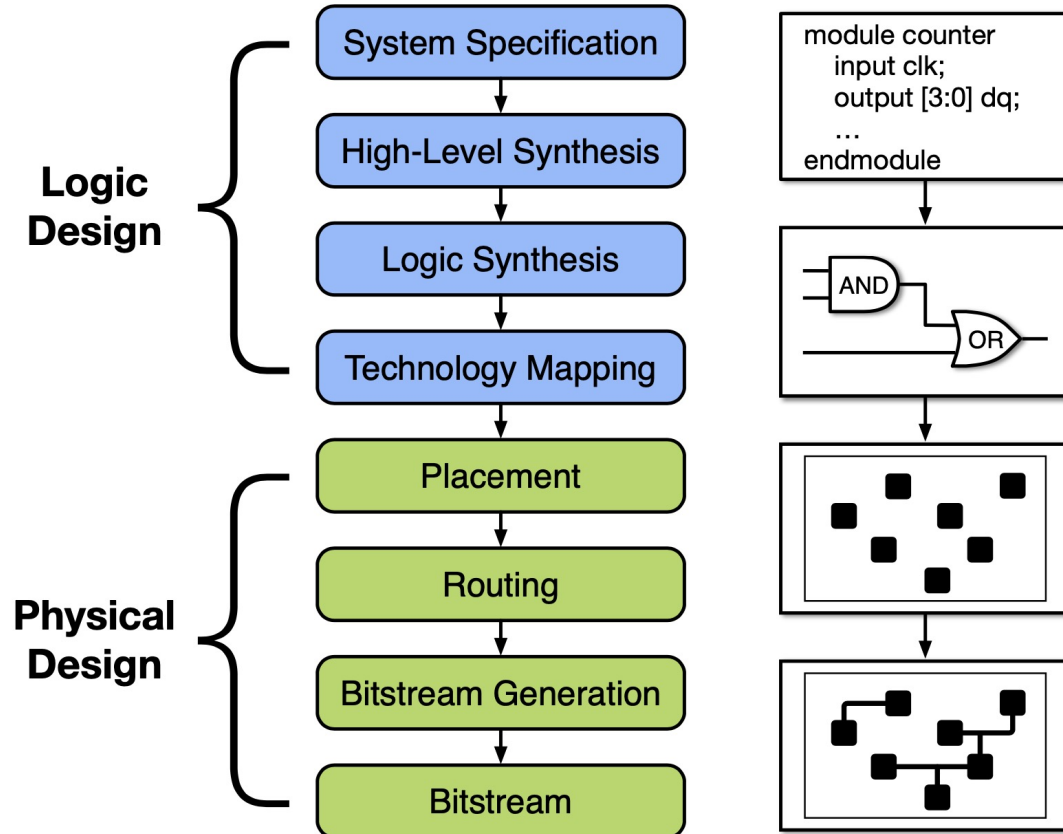 Logic
Design
System Specification
High-Level Synthesis
Logic Synthesis
Technology Mapping
Physical
Design
Placement
Routing
Bitstream Generation
Bitstream
module counter
input clk;
output [3:0] dq;
...
endmodule
AND
OR